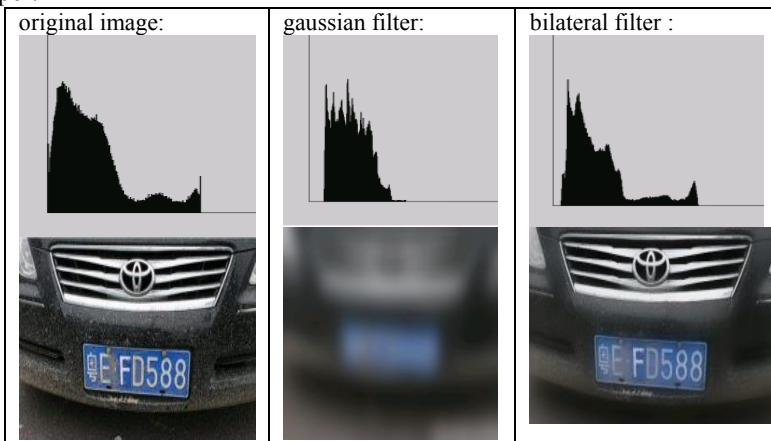 original image:
gaussian filter:
bilateral filter :
粤E FD588
粤E FD588